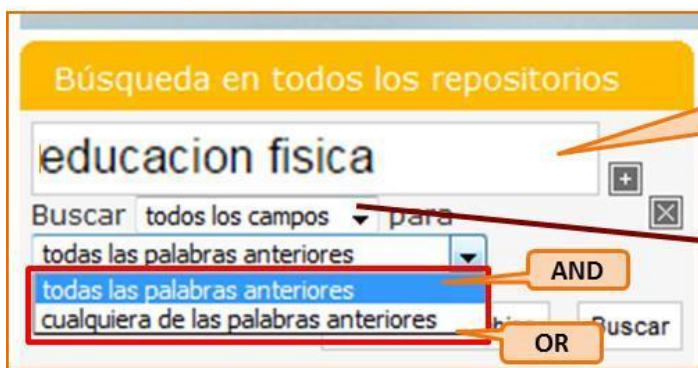 Búsqueda en todos los repositorios
educacion fisica
Buscar todos los campos para
todas las palabras anteriores
AND
todas las palabras anteriores
cualquiera de las palabras anteriores
Buscar
OR